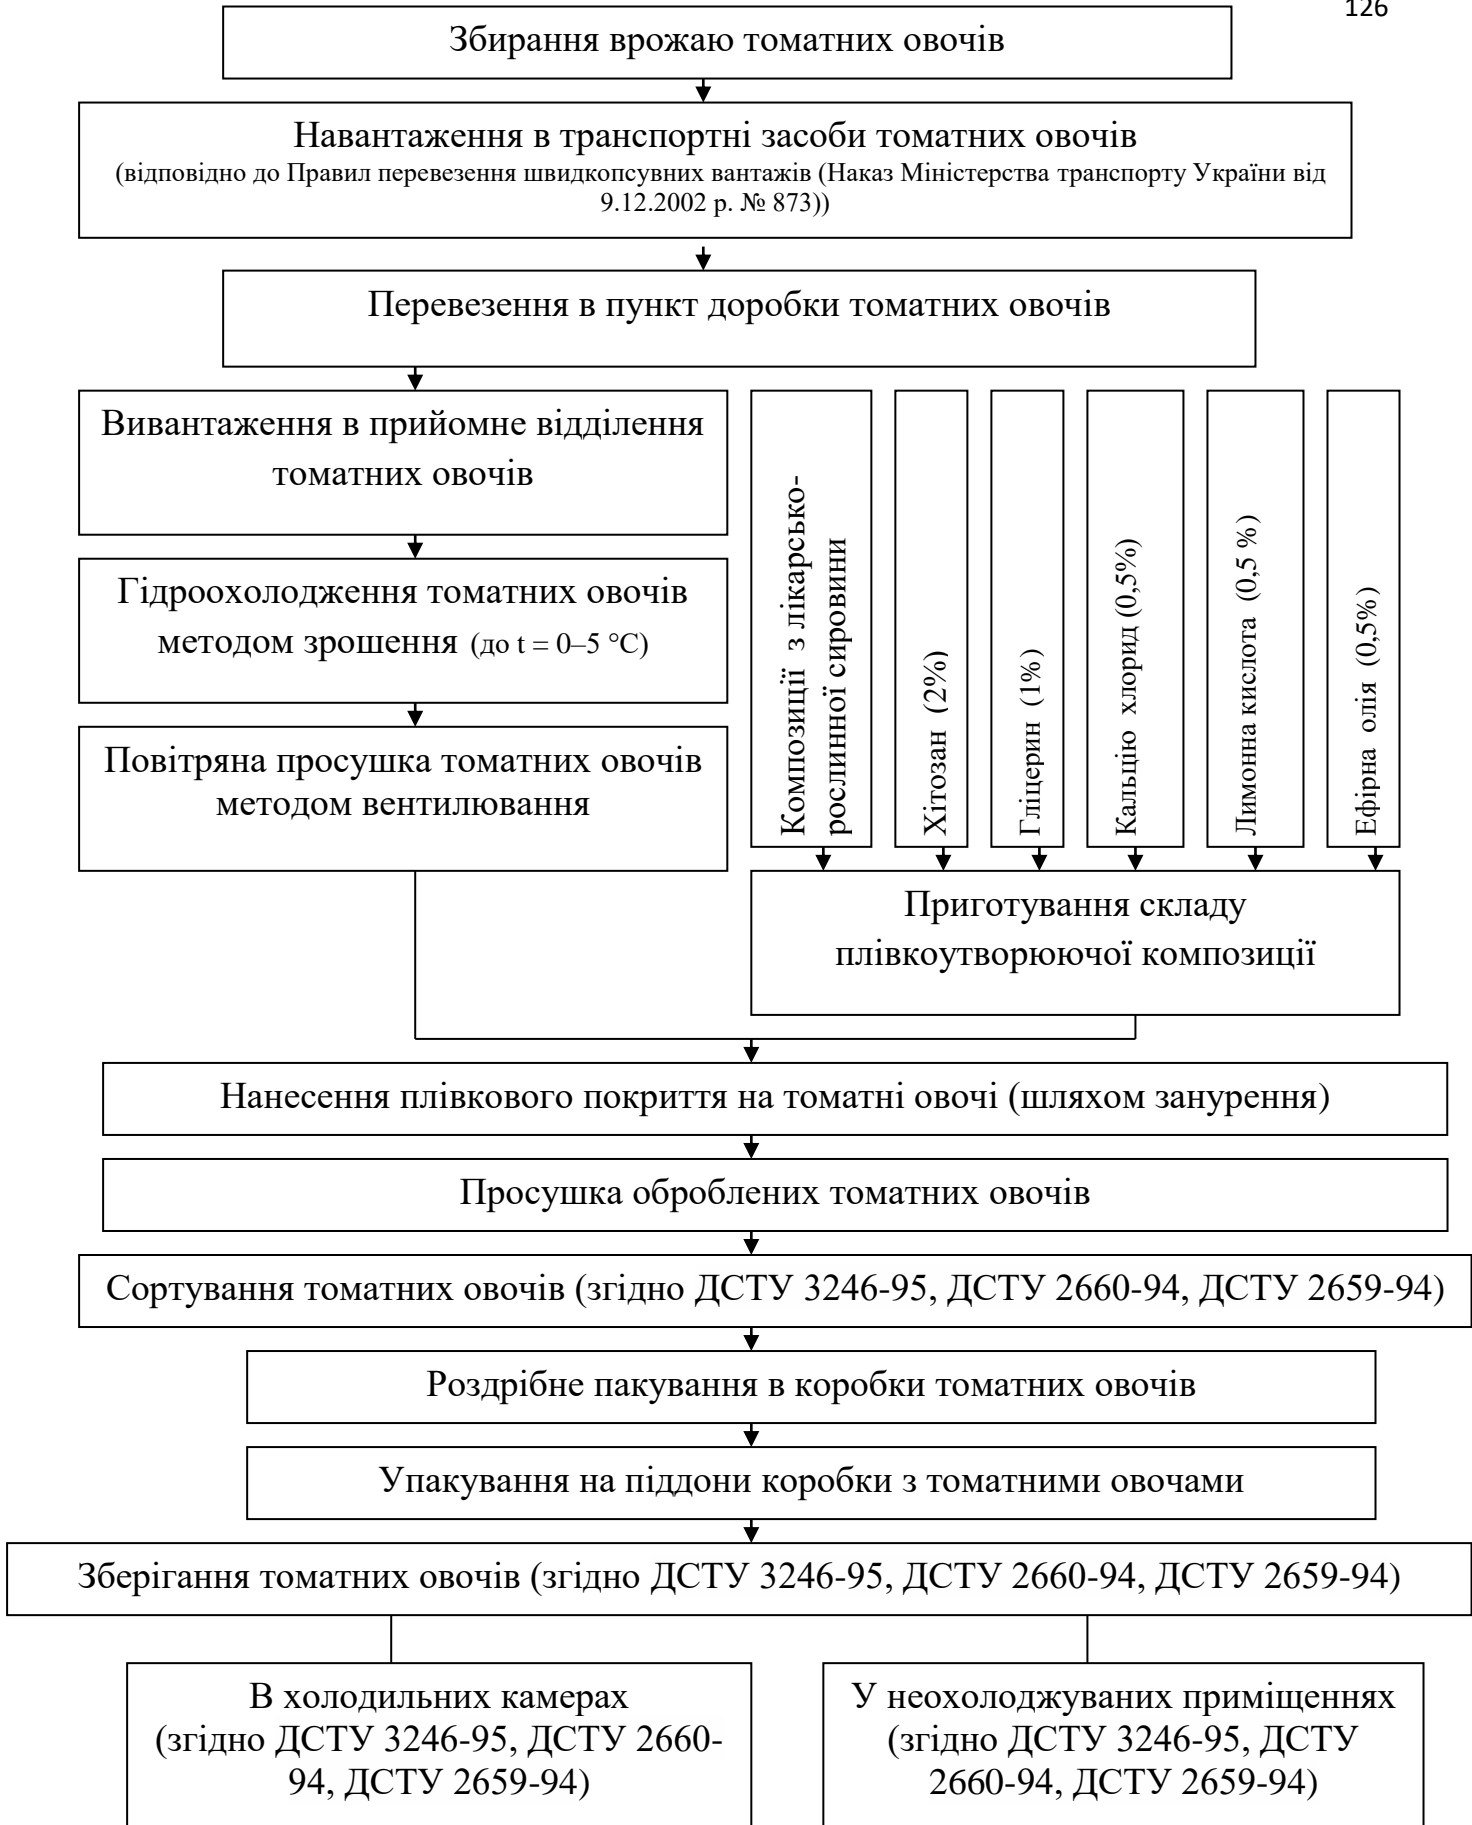 126
Збирання врожаю томатних овочів
Навантаження в транспортні засоби томатних овочів
(відповідно до Правил перевезення швидкопсувних вантажів (Наказ Міністерства транспорту України від
9.12.2002 р. № 873))
Перевезення в пункт доробки томатних овочів
Вивантаження в прийомне відділення
томатних овочів
Гідроохолодження томатних овочів
методом зрошення (до t = 0–5 °С)
Повітряна просушка томатних овочів
методом вентилювання
Композиції з лікарсько-
рослинної сировини
Хітозан (2%)
Гліцерин (1%)
Кальцію хлорид (0,5%)
Лимонна кислота (0,5 %)
Ефірна олія (0,5%)
Приготування складу
плівкоутворюючої композиції
Нанесення плівкового покриття на томатні овочі (шляхом занурення)
Просушка оброблених томатних овочів
Сортування томатних овочів (згідно ДСТУ 3246-95, ДСТУ 2660-94, ДСТУ 2659-94)
Роздрібне пакування в коробки томатних овочів
Упакування на піддони коробки з томатними овочами
Зберігання томатних овочів (згідно ДСТУ 3246-95, ДСТУ 2660-94, ДСТУ 2659-94)
В холодильних камерах
(згідно ДСТУ 3246-95, ДСТУ 2660-
94, ДСТУ 2659-94)
У неохолоджуваних приміщеннях
(згідно ДСТУ 3246-95, ДСТУ
2660-94, ДСТУ 2659-94)